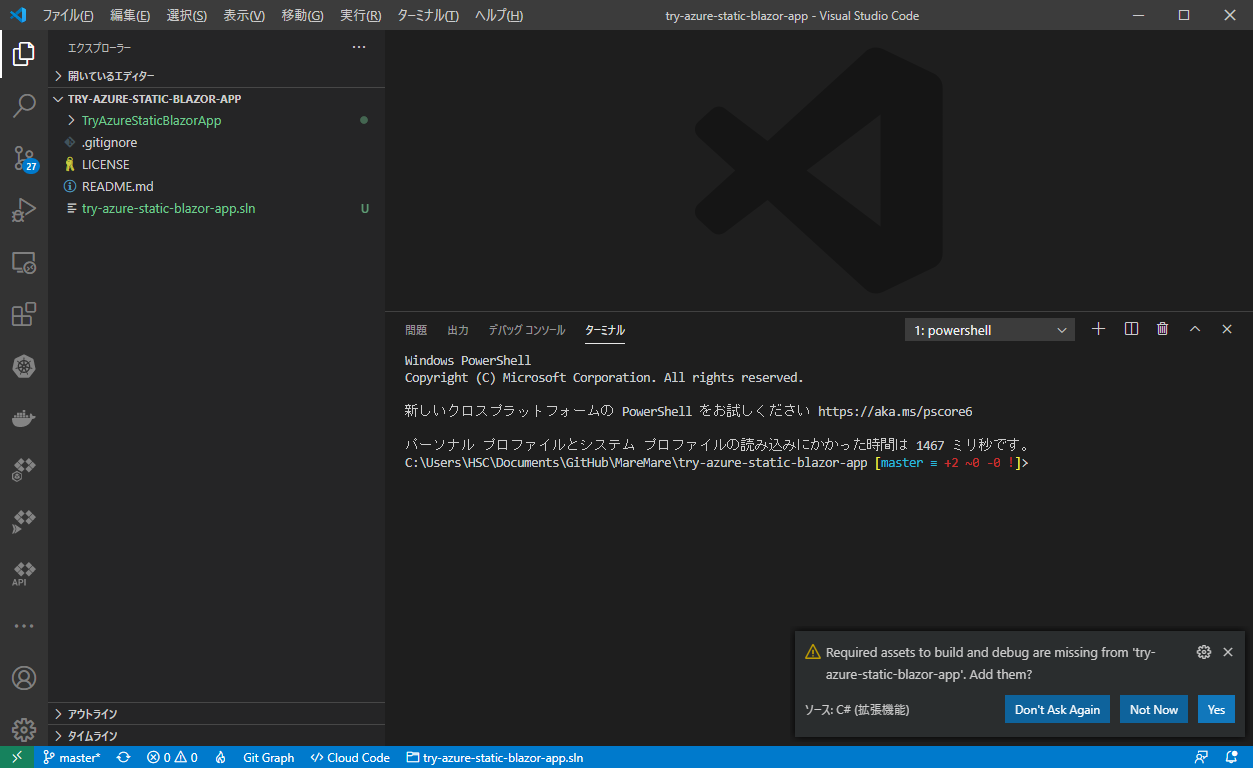 ファイル(F) 編集(E) 選択(S) 表示(V) 移動(G) 実行(R) ターミナル(T) ヘルプ(H) try-azure-static-blazor-app - Visual Studio Code
エクスプローラー
開いているエディター
TRY-AZURE-STATIC-BLAZOR-APP
TryAzureStaticBlazorApp
.gitignore
LICENSE
README.md
try-azure-static-blazor-app.sln U
27
API
アウトライン
タイムライン
問題 出力 デバッグ コンソール ターミナル 1: powershell
Windows PowerShell
Copyright (C) Microsoft Corporation. All rights reserved.
新しいクロスプラットフォームの PowerShell をお試しください https://aka.ms/pscore6
パーソナル プロファイルとシステム プロファイルの読み込みにかかった時間は 1467 ミリ秒です。
C:\Users\HSC\Documents\GitHub\MareMare\try-azure-static-blazor-app [master ≡ +2 ~0 -0 !]>
Required assets to build and debug are missing from 'try-
azure-static-blazor-app'. Add them?
ソース: C# (拡張機能) Don't Ask Again Not Now Yes
master* 0 0 Git Graph </> Cloud Code try-azure-static-blazor-app.sln